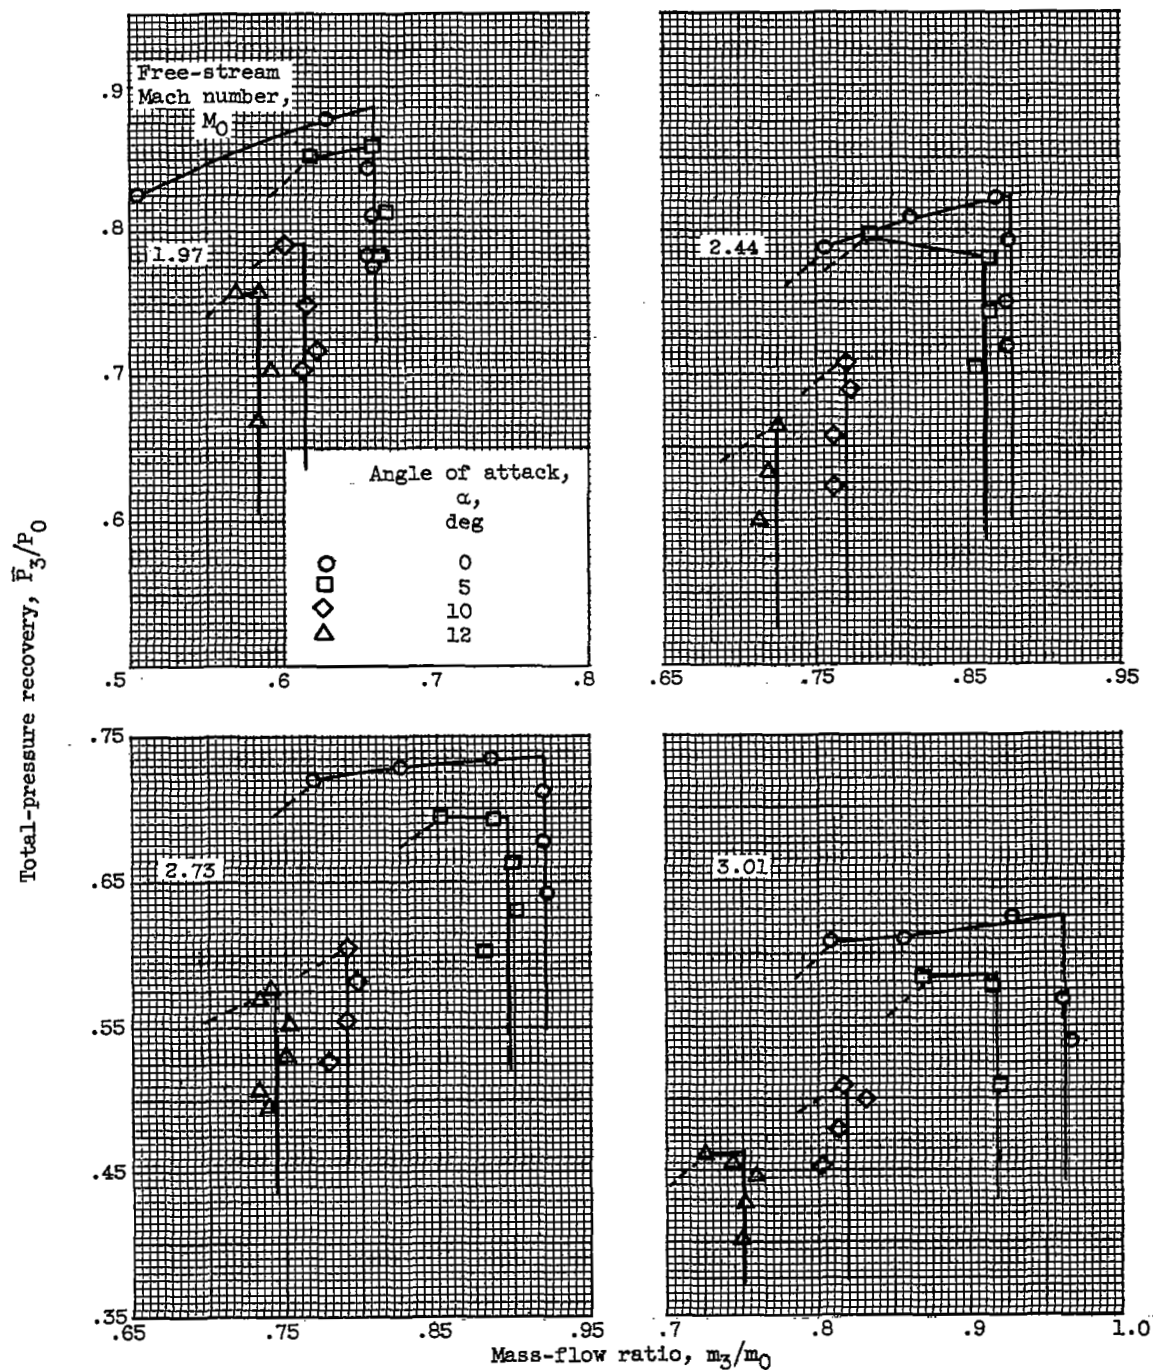 Free-stream
Mach number,
M0
.9
.8
1.97
.7
.6
.5
.5 .6 .7 .8
Angle of attack,
α,
deg
0
5
10
12
2.44
.65 .75 .85 .95
Total-pressure recovery, P̅3/P0
.75
.65
.55
.45
.35
2.73
.65 .75 .85 .95
3.01
.7 .8 .9 1.0
Mass-flow ratio, m3/m0